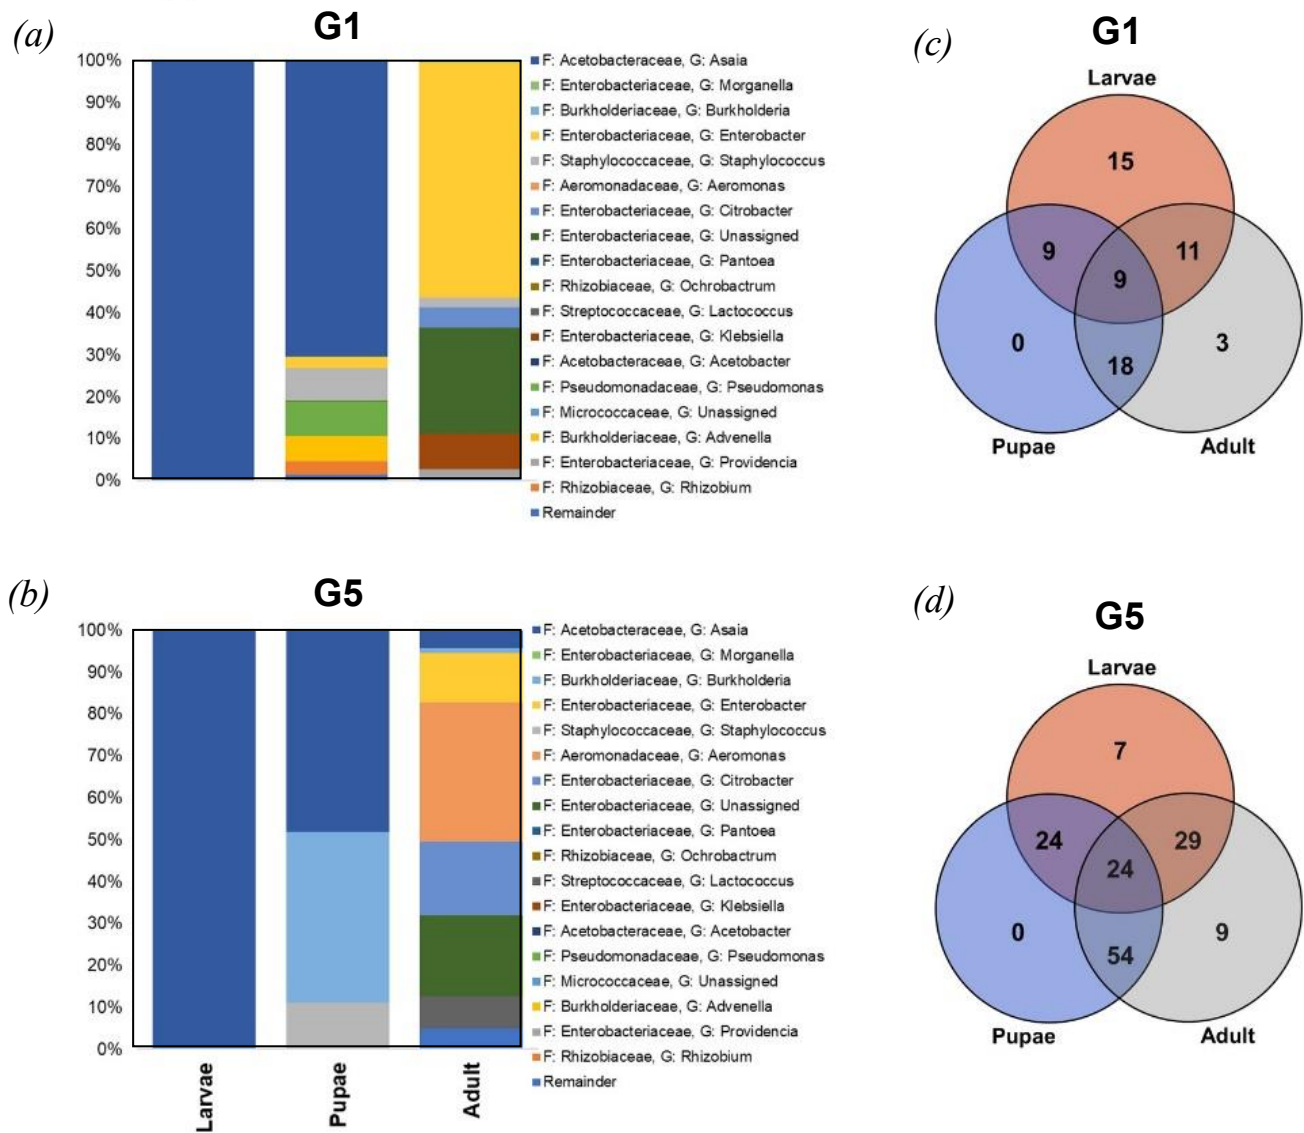 (a)
G1
100%
90%
80%
70%
60%
50%
40%
30%
20%
10%
0%
F: Acetobacteraceae, G: Asaia
F: Enterobacteriaceae, G: Morganella
F: Burkholderiaceae, G: Burkholderia
F: Enterobacteriaceae, G: Enterobacter
F: Staphylococcaceae, G: Staphylococcus
F: Aeromonadaceae, G: Aeromonas
F: Enterobacteriaceae, G: Citrobacter
F: Enterobacteriaceae, G: Unassigned
F: Enterobacteriaceae, G: Pantoea
F: Rhizobiaceae, G: Ochrobactrum
F: Streptococcaceae, G: Lactococcus
F: Enterobacteriaceae, G: Klebsiella
F: Acetobacteraceae, G: Acetobacter
F: Pseudomonadaceae, G: Pseudomonas
F: Micrococcaceae, G: Unassigned
F: Burkholderiaceae, G: Advenella
F: Enterobacteriaceae, G: Providencia
F: Rhizobiaceae, G: Rhizobium
Remainder
(c)
G1
Larvae
15
9
11
9
0
3
18
Pupae
Adult
(b)
G5
100%
90%
80%
70%
60%
50%
40%
30%
20%
10%
0%
Larvae
Pupae
Adult
F: Acetobacteraceae, G: Asaia
F: Enterobacteriaceae, G: Morganella
F: Burkholderiaceae, G: Burkholderia
F: Enterobacteriaceae, G: Enterobacter
F: Staphylococcaceae, G: Staphylococcus
F: Aeromonadaceae, G: Aeromonas
F: Enterobacteriaceae, G: Citrobacter
F: Enterobacteriaceae, G: Unassigned
F: Enterobacteriaceae, G: Pantoea
F: Rhizobiaceae, G: Ochrobactrum
F: Streptococcaceae, G: Lactococcus
F: Enterobacteriaceae, G: Klebsiella
F: Acetobacteraceae, G: Acetobacter
F: Pseudomonadaceae, G: Pseudomonas
F: Micrococcaceae, G: Unassigned
F: Burkholderiaceae, G: Advenella
F: Enterobacteriaceae, G: Providencia
F: Rhizobiaceae, G: Rhizobium
Remainder
(d)
G5
Larvae
7
24
29
24
0
9
54
Pupae
Adult